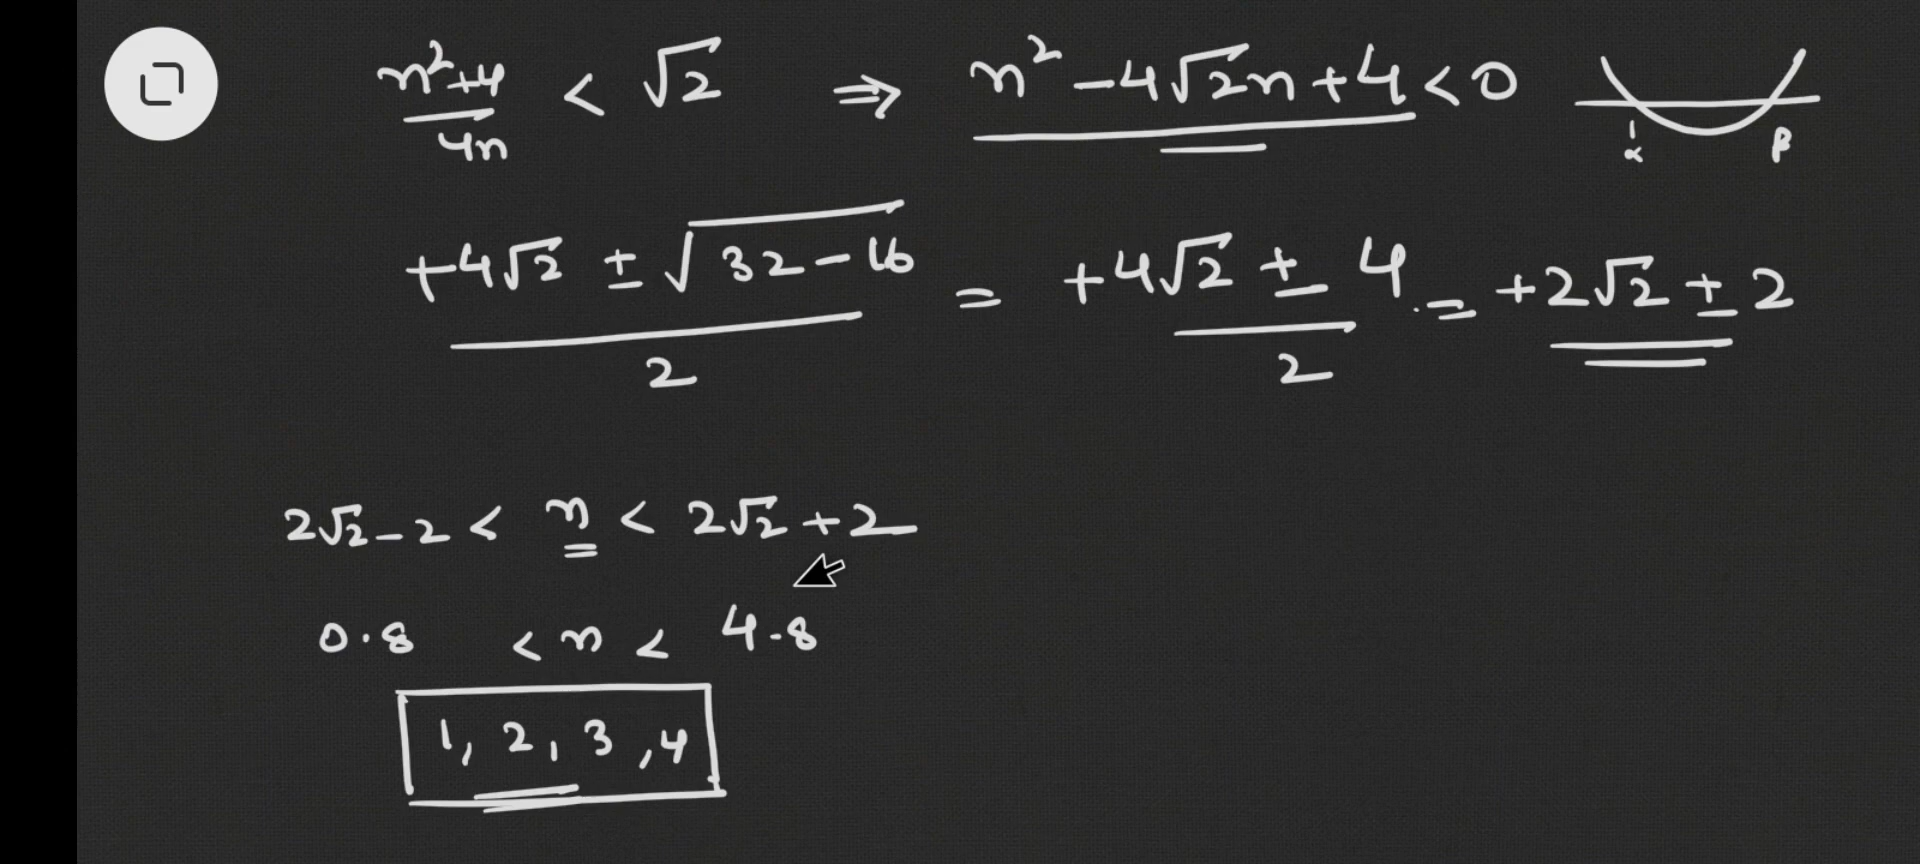 (n²+4)/4n < √2 ⇒ n² - 4√2n + 4 < 0
α β
(+4√2 ± √(32-16))/2 = (+4√2 ± 4)/2 = +2√2 ± 2
2√2 - 2 < n < 2√2 + 2
0.8 < n < 4.8
1, 2, 3, 4